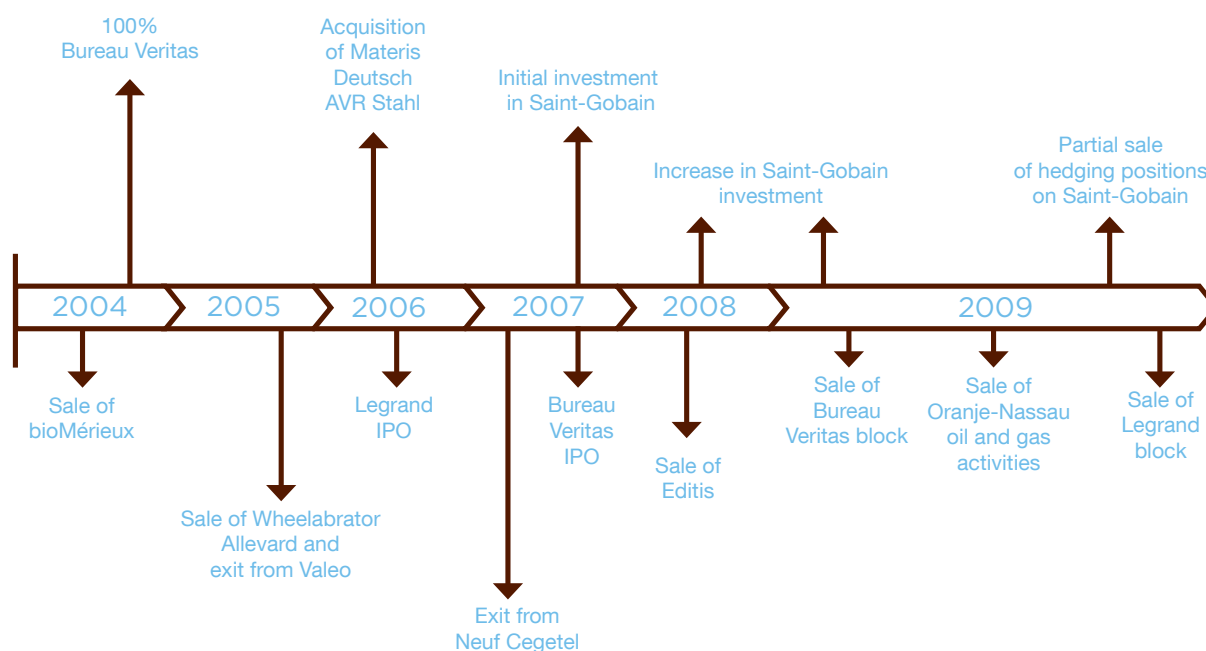 100%
Bureau Veritas
Acquisition
of Materis
Deutsch
AVR Stahl
Initial investment
in Saint-Gobain
Increase in Saint-Gobain
investment
Partial sale
of hedging positions
on Saint-Gobain
2004
2005
2006
2007
2008
2009
Sale of
bioMérieux
Sale of Wheelabrator
Allevard and
exit from Valeo
Legrand
IPO
Exit from
Neuf Cegetel
Bureau
Veritas
IPO
Sale of
Editis
Sale of
Bureau
Veritas block
Sale of
Oranje-Nassau
oil and gas
activities
Sale of
Legrand
block